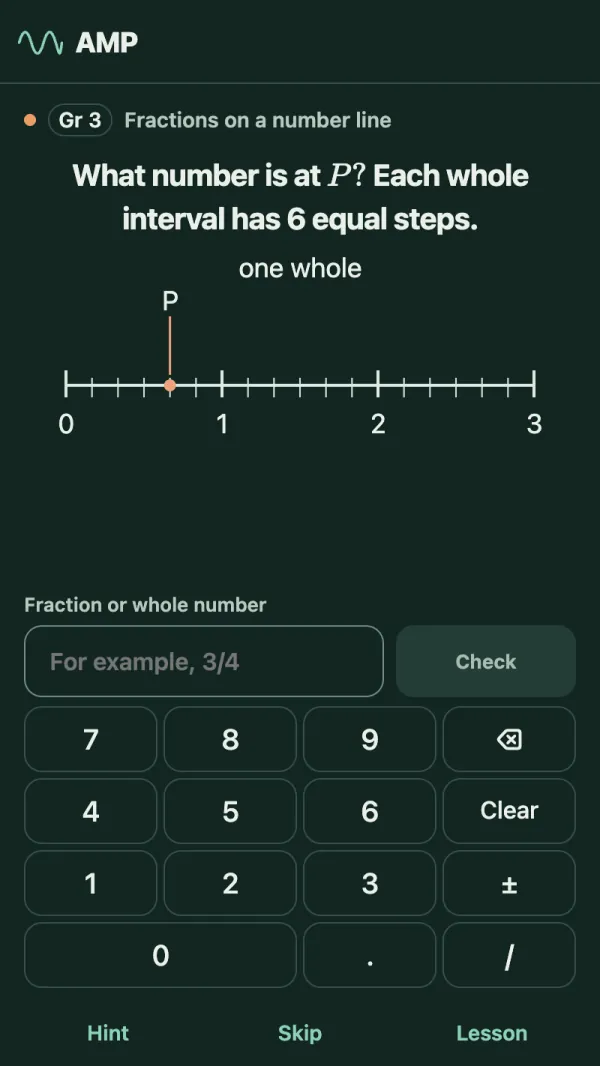 AMP
Gr 3 Fractions on a number line
What number is at P? Each whole
interval has 6 equal steps.
one whole
P
0 1 2 3
Fraction or whole number
For example, 3/4 Check
7 8 9
4 5 6 Clear
1 2 3 ±
0 . /
Hint Skip Lesson